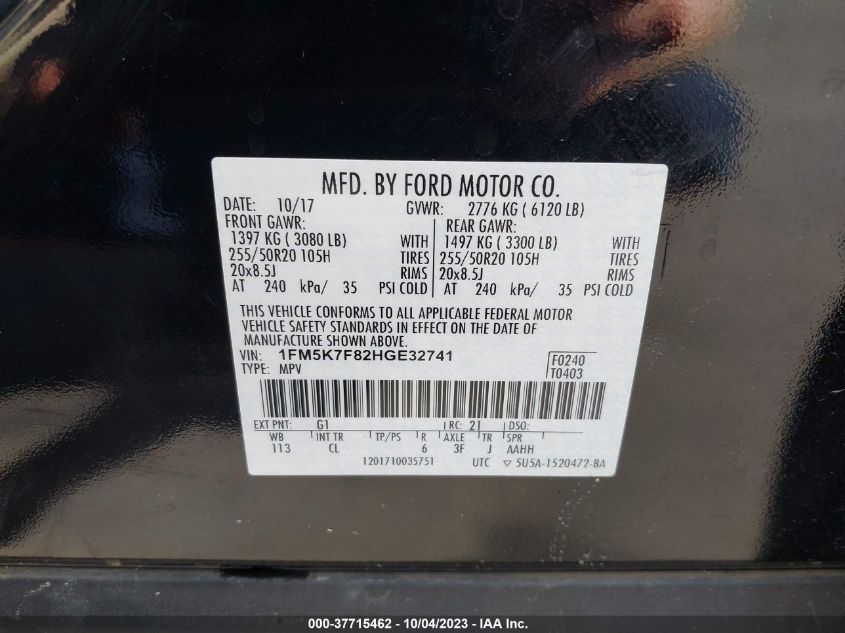 MFD. BY FORD MOTOR CO.
DATE: 10/17 GVWR: 2776 KG ( 6120 LB)
FRONT GAWR: REAR GAWR:
1397 KG ( 3080 LB) WITH 1497 KG ( 3300 LB) WITH
255/50R20 105H TIRES 255/50R20 105H TIRES
20x8.5J RIMS 20x8.5J RIMS
AT 240 kPa/ 35 PSI COLD AT 240 kPa/ 35 PSI COLD
THIS VEHICLE CONFORMS TO ALL APPLICABLE FEDERAL MOTOR
VEHICLE SAFETY STANDARDS IN EFFECT ON THE DATE OF
MANUFACTURE SHOWN ABOVE.
VIN: 1FM5K7F82HGE32741 F0240
TYPE: MPV T0403
EXT PNT: G1 RC: 21 DSO:
WB INT TR TP/PS R AXLE TR SPR
113 CL 6 3F J AAHH
1201710035751 UTC ▽ 5U5A-1520472-BA
000-37715462 - 10/04/2023 - IAA Inc.